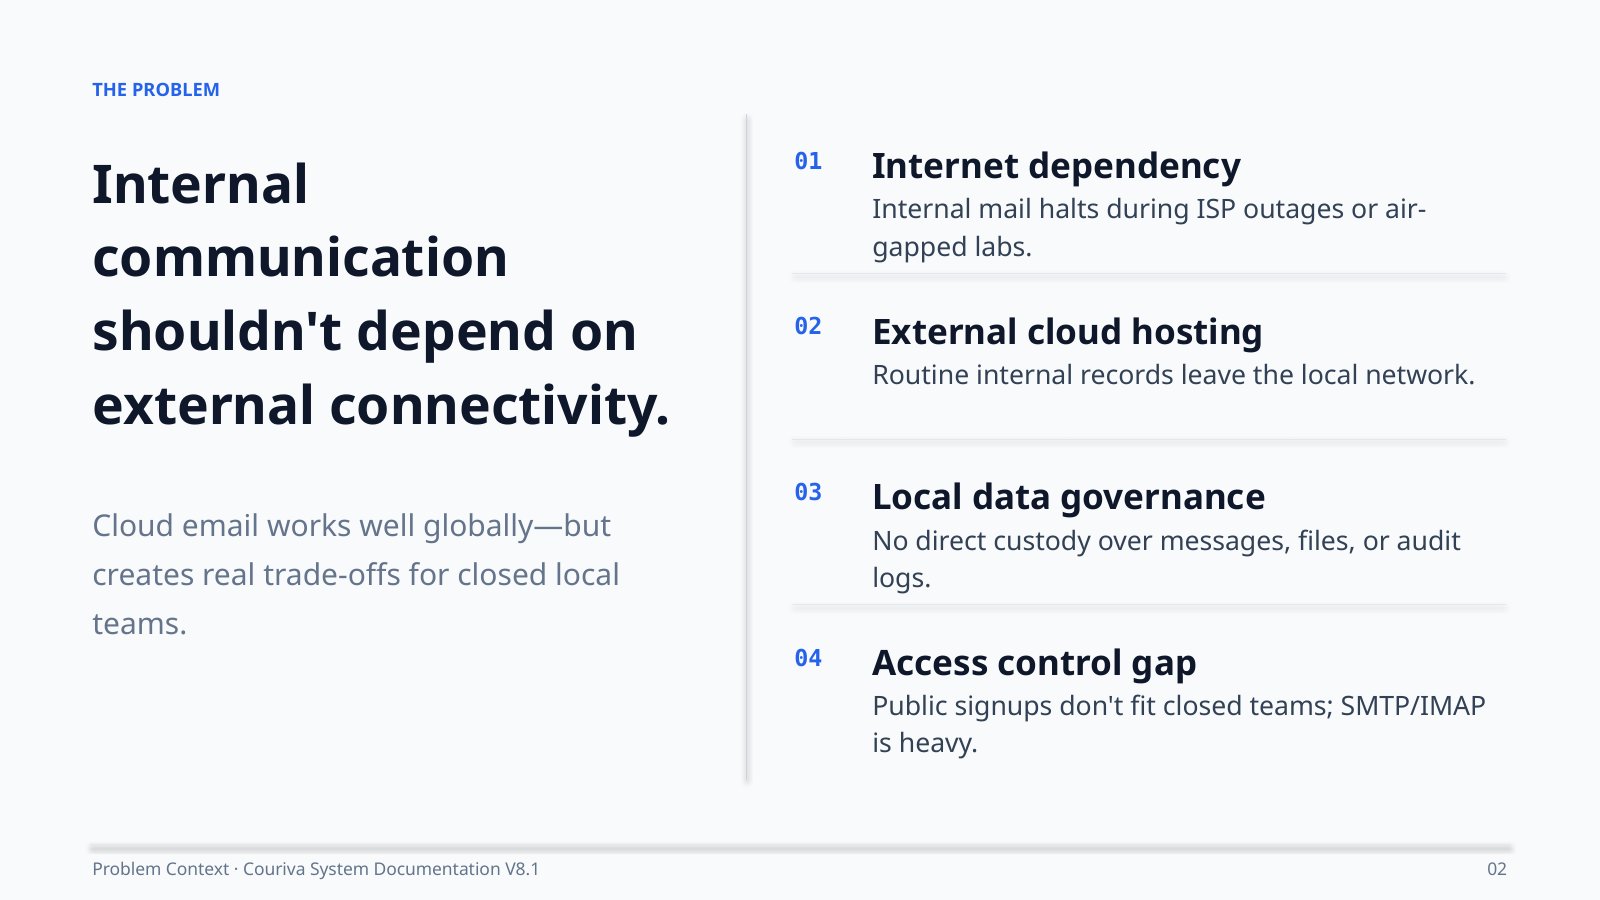 THE PROBLEM
Internal
communication
shouldn't depend on
external connectivity.
Cloud email works well globally—but
creates real trade-offs for closed local
teams.
01
Internet dependency
Internal mail halts during ISP outages or air-
gapped labs.
02
External cloud hosting
Routine internal records leave the local network.
03
Local data governance
No direct custody over messages, files, or audit
logs.
04
Access control gap
Public signups don't fit closed teams; SMTP/IMAP
is heavy.
Problem Context · Couriva System Documentation V8.1
02